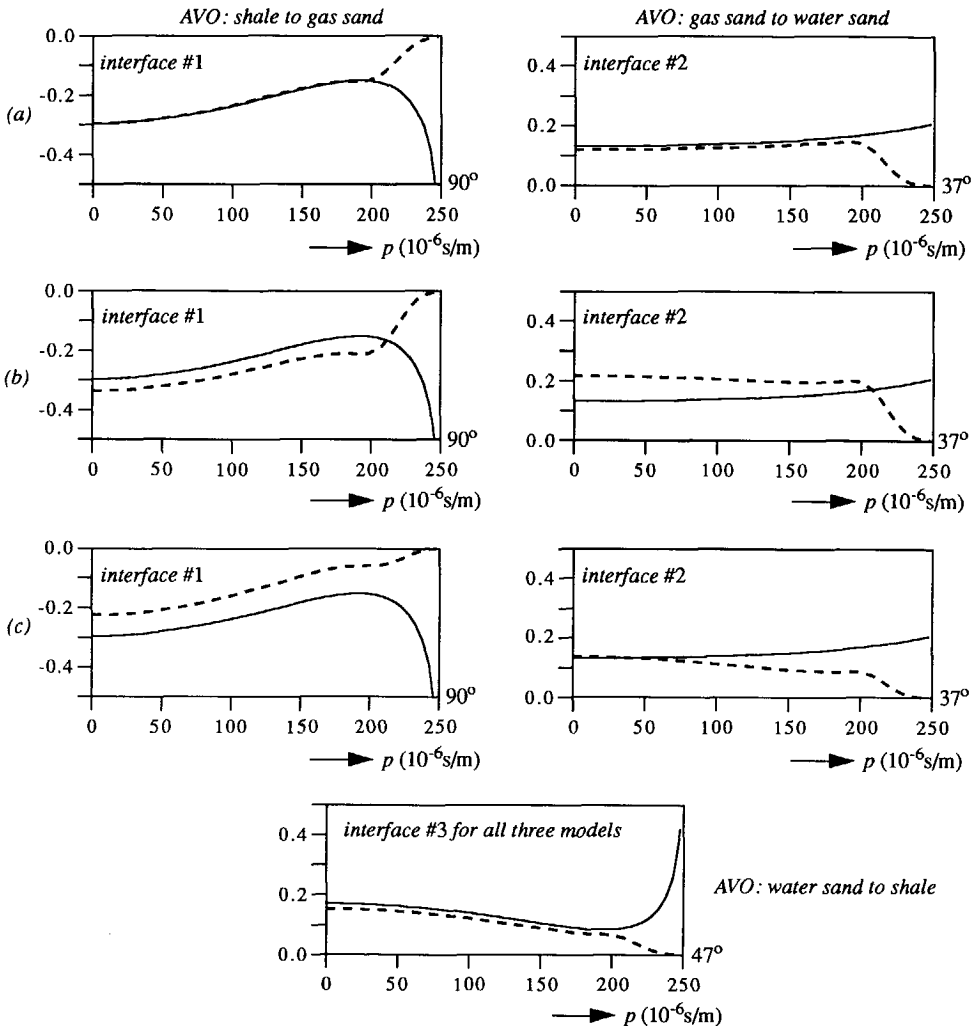 AVO: shale to gas sand
AVO: gas sand to water sand
(a)
0.0
-0.2
-0.4
interface #1
90°
0 50 100 150 200 250
p (10⁻⁶s/m)
0.4
0.2
0.0
interface #2
37°
0 50 100 150 200 250
p (10⁻⁶s/m)
(b)
0.0
-0.2
-0.4
interface #1
90°
0 50 100 150 200 250
p (10⁻⁶s/m)
0.4
0.2
0.0
interface #2
37°
0 50 100 150 200 250
p (10⁻⁶s/m)
(c)
0.0
-0.2
-0.4
interface #1
90°
0 50 100 150 200 250
p (10⁻⁶s/m)
0.4
0.2
0.0
interface #2
37°
0 50 100 150 200 250
p (10⁻⁶s/m)
0.4
0.2
0.0
interface #3 for all three models
AVO: water sand to shale
47°
0 50 100 150 200 250
p (10⁻⁶s/m)